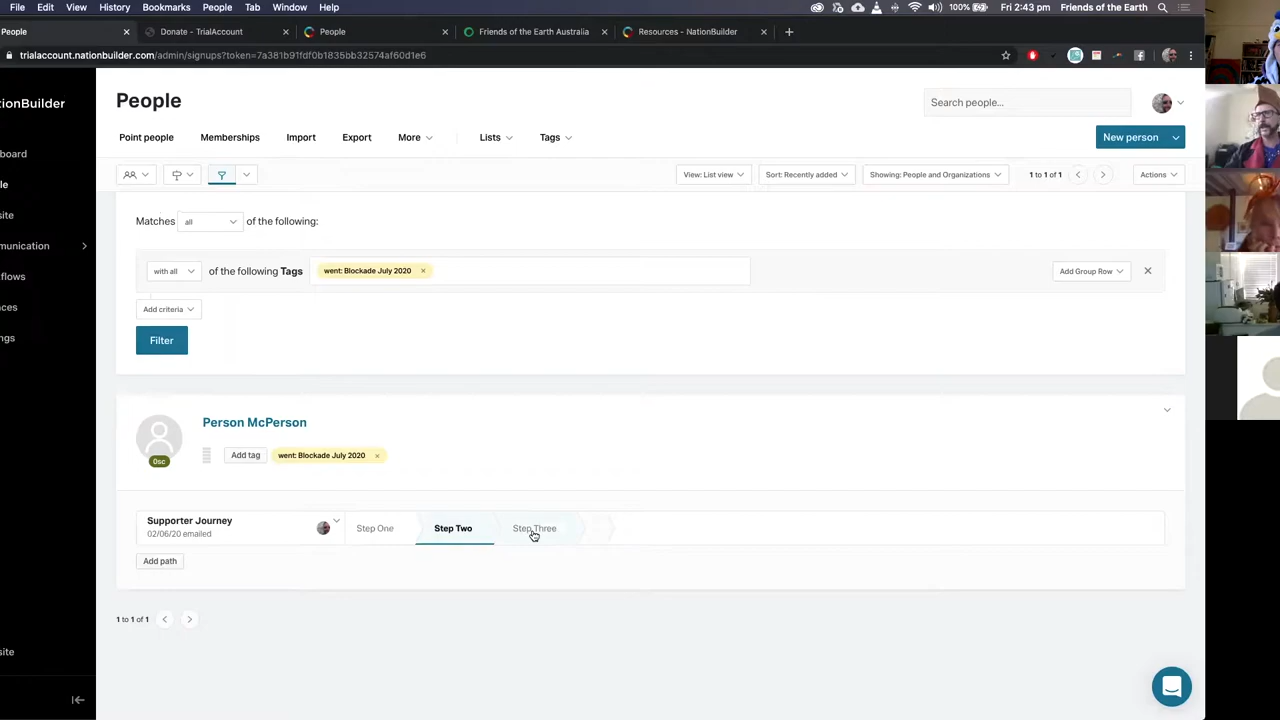 File Edit View History Bookmarks Supporter People Tab Window Help 100% Fri 2:43 pm Friends of the Earth
People Donate - TrialAccount People Friends of the Earth Australia Resources - NationBuilder
trialaccount.nationbuilder.com/admin/signups?token=7a381b91fdf0b1835bb32574af60d1e6
tionBuilder
People
Search people...
Point people Memberships Import Export More Lists Tags
New person
board
View: List view Sort: Recently added Showing: People and Organizations 1 to 1 of 1 Actions
le
site
Matches all of the following:
munication
with all of the following Tags went: Blockade July 2020 × Add Group Row
flows
nces
Add criteria
ngs
Filter
Person McPerson
0sc
Add tag went: Blockade July 2020 ×
Supporter Journey
02/06/20 emailed
Step One Step Two Step Three
Add path
1 to 1 of 1
site